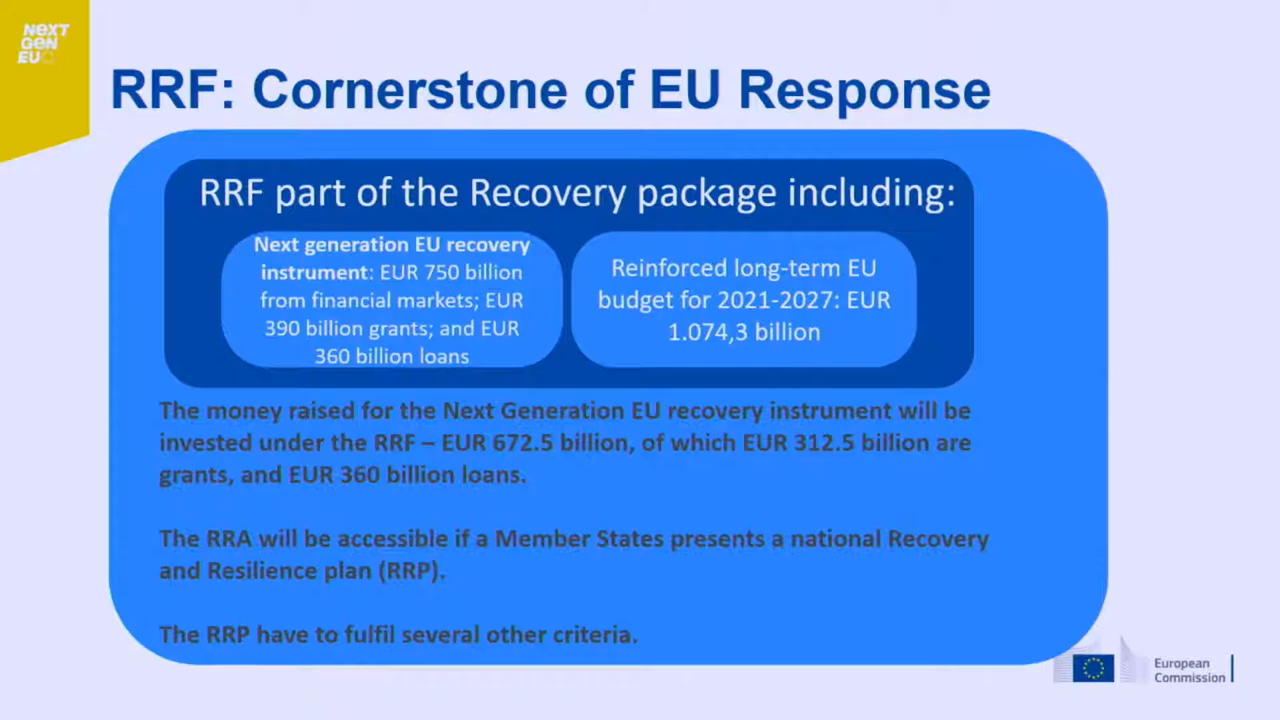 NEXT
GEN
EU
RRF: Cornerstone of EU Response
RRF part of the Recovery package including:
Next generation EU recovery
instrument: EUR 750 billion
from financial markets; EUR
390 billion grants; and EUR
360 billion loans
Reinforced long-term EU
budget for 2021-2027: EUR
1.074,3 billion
The money raised for the Next Generation EU recovery instrument will be
invested under the RRF – EUR 672.5 billion, of which EUR 312.5 billion are
grants, and EUR 360 billion loans.
The RRA will be accessible if a Member States presents a national Recovery
and Resilience plan (RRP).
The RRP have to fulfil several other criteria.
European
Commission